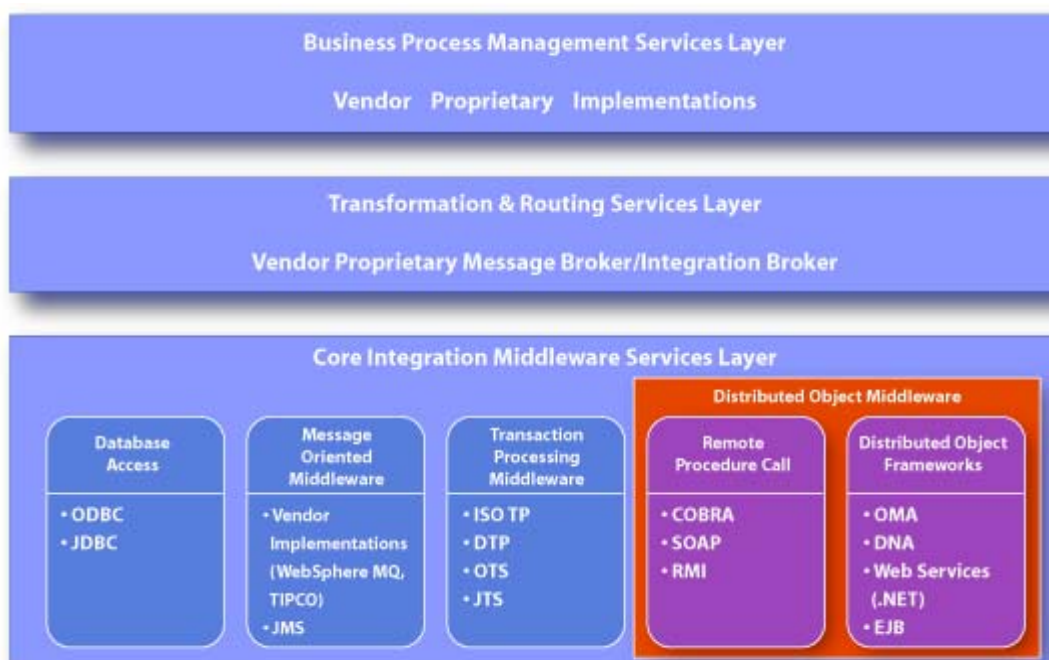 Business Process Management Services Layer
Vendor Proprietary Implementations
Transformation & Routing Services Layer
Vendor Proprietary Message Broker/Integration Broker
Core Integration Middleware Services Layer
Distributed Object Middleware
Database
Access
• ODBC
• JDBC
Message
Oriented
Middleware
• Vendor
Implementations
(WebSphere MQ,
TIPCO)
• JMS
Transaction
Processing
Middleware
• ISO TP
• DTP
• OTS
• JTS
Remote
Procedure Call
• COBRA
• SOAP
• RMI
Distributed Object
Frameworks
• OMA
• DNA
• Web Services
(.NET)
• EJB